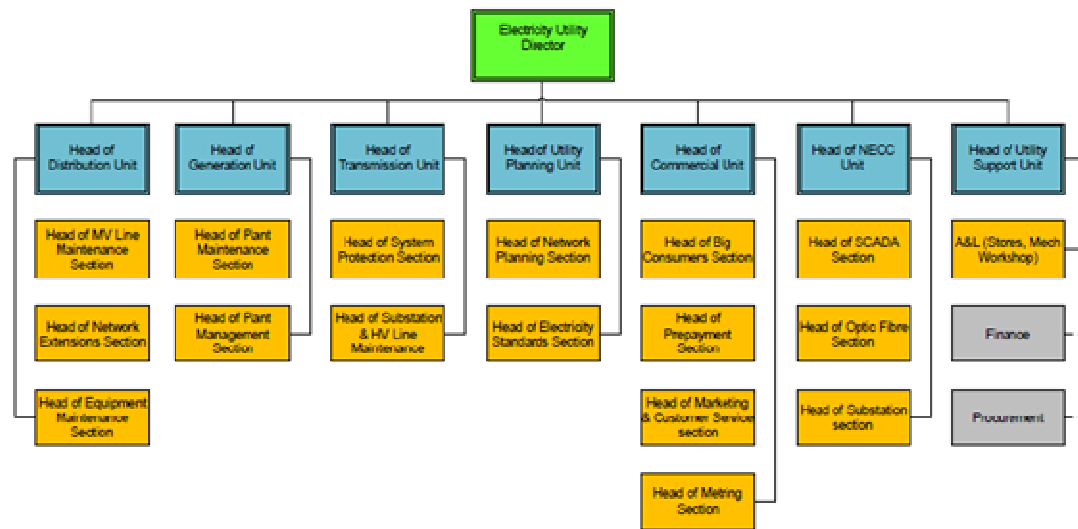 Electricity Utility
Director
Head of
Distribution Unit
Head of
Generation Unit
Head of
Transmission Unit
Head of Utility
Planning Unit
Head of
Commercial Unit
Head of NECC
Unit
Head of Utility
Support Unit
Head of MV Line
Maintenance
Section
Head of Plant
Maintenance
Section
Head of System
Protection Section
Head of Network
Planning Section
Head of Big
Consumers Section
Head of SCADA
Section
A&L (Stores, Mech
Workshop)
Head of Network
Extensions Section
Head of Plant
Management
Section
Head of Substation
& HV Line
Maintenance
Head of Electricity
Standards Section
Head of
Prepayment
Section
Head of Optic Fibre
Section
Finance
Head of Equipment
Maintenance
Section
Head of Marketing
& Customer Service
section
Head of Substation
section
Procurement
Head of Metring
Section